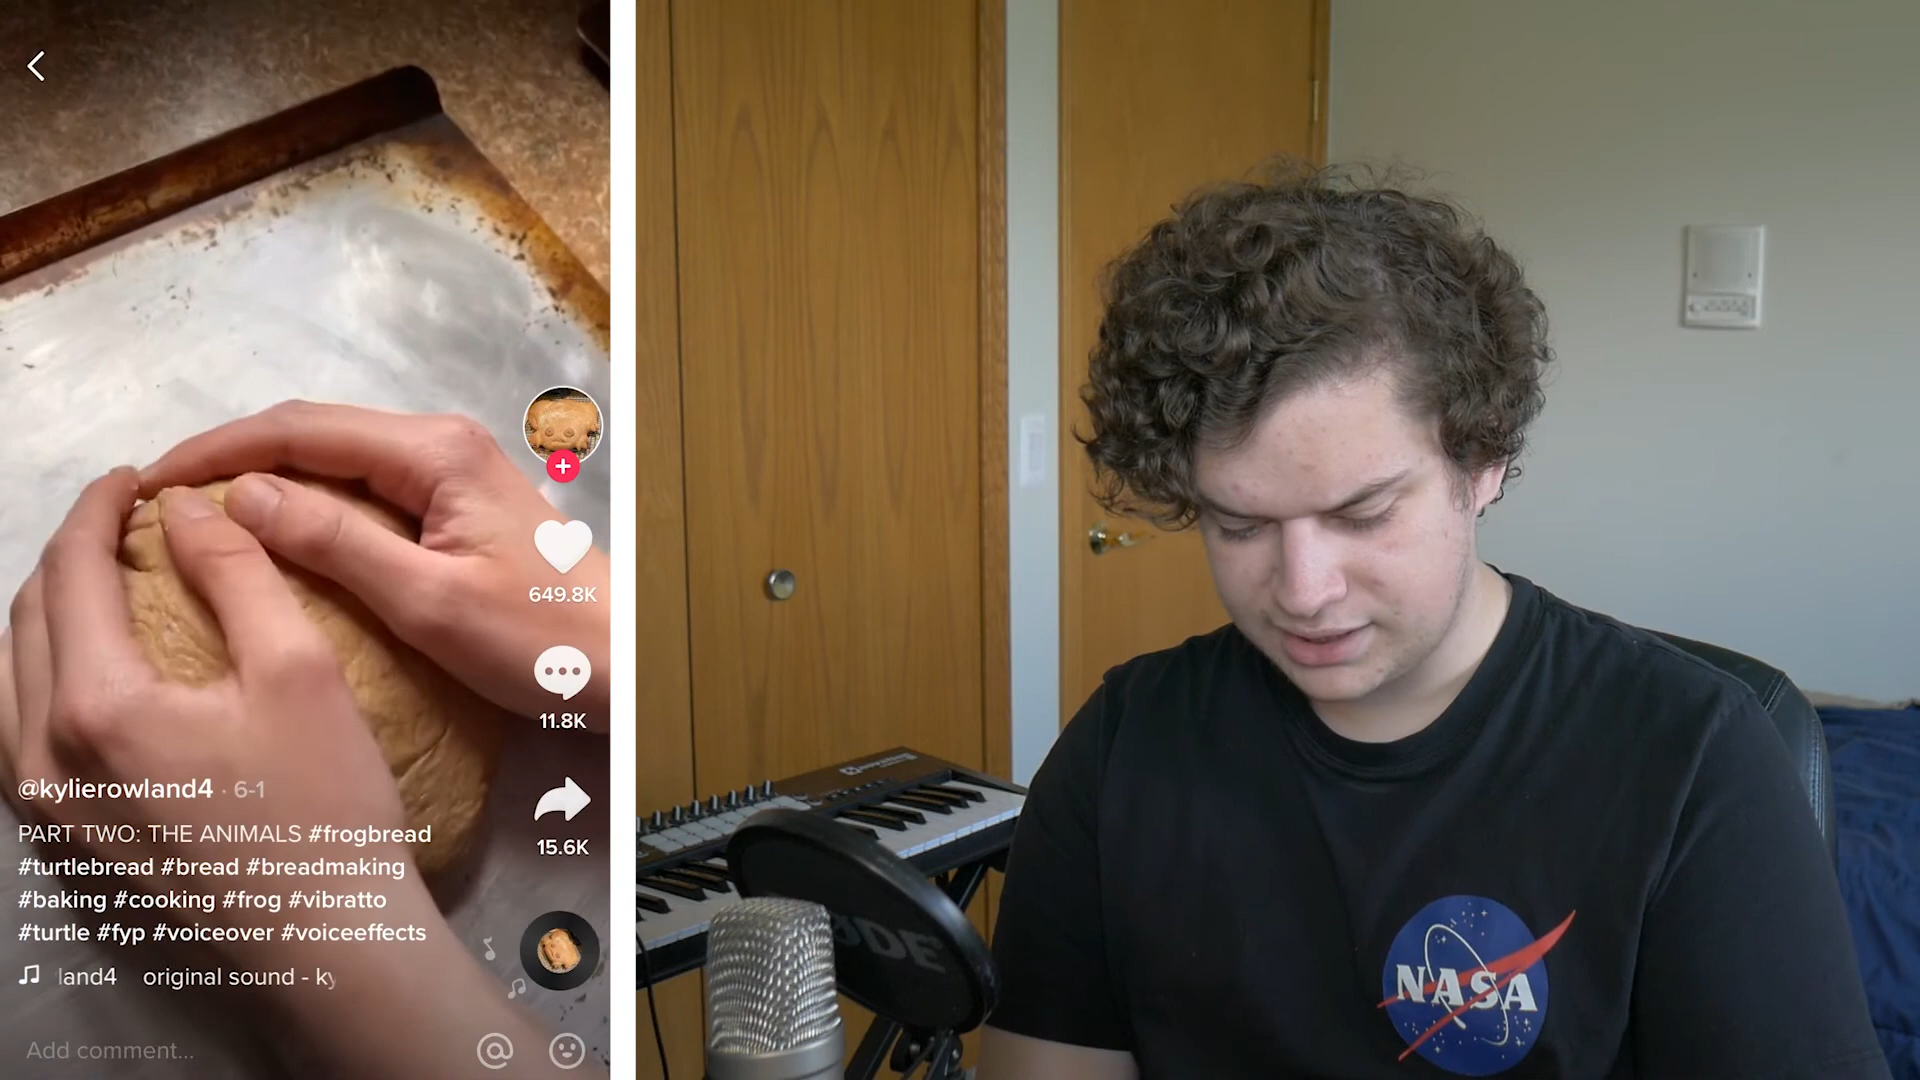 649.8K
11.8K
15.6K
@kylierowland4 · 6-1
PART TWO: THE ANIMALS #frogbread
#turtlebread #bread #breadmaking
#baking #cooking #frog #vibratto
#turtle #fyp #voiceover #voiceeffects
land4 original sound - ky
Add comment...
NASA